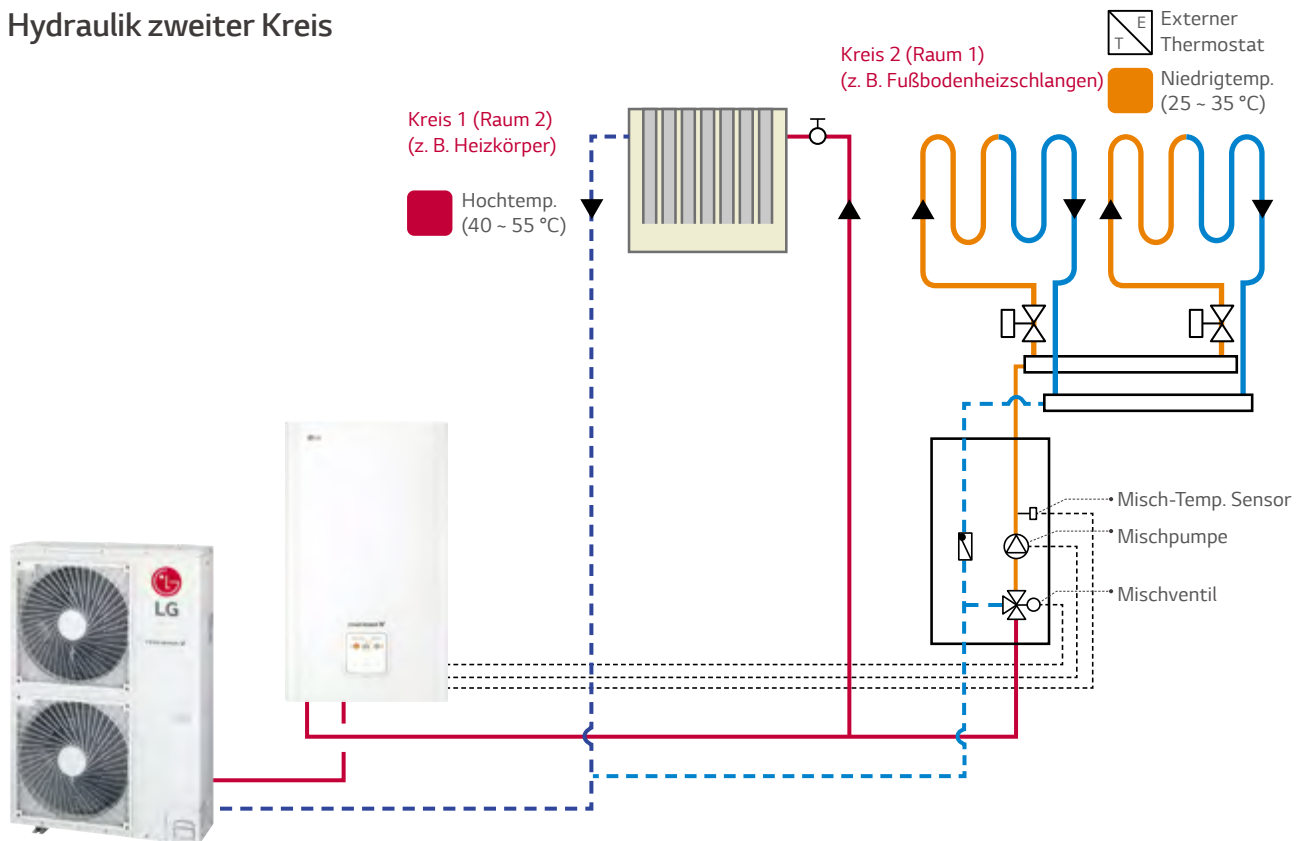 Hydraulik zweiter Kreis
E
T
Externer
Thermostat
Kreis 2 (Raum 1)
(z. B. Fußbodenheizschlangen)
Niedrigtemp.
(25 ~ 35 °C)
Kreis 1 (Raum 2)
(z. B. Heizkörper)
Hochtemp.
(40 ~ 55 °C)
Misch-Temp. Sensor
Mischpumpe
Mischventil
LG
LG